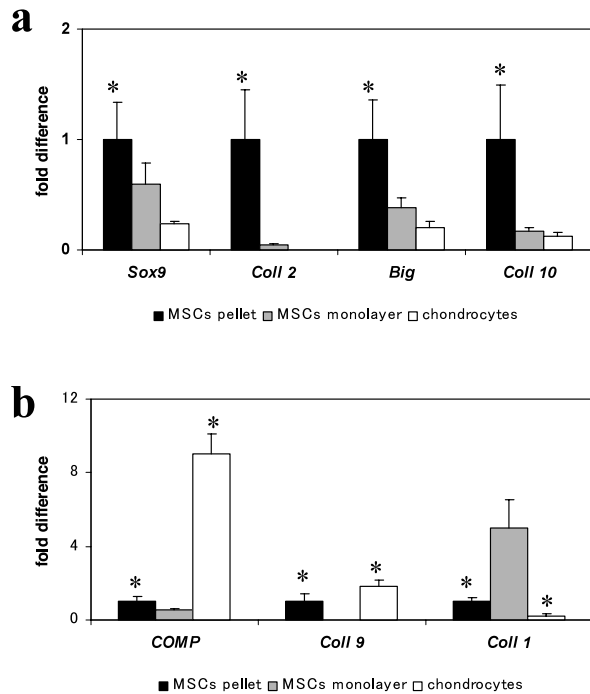 a
2
*
*
*
*
fold difference
1
0
Sox9 Coll 2 Big Coll 10
MSCs pellet MSCs monolayer chondrocytes
b
12
*
fold difference
8
4
*
*
*
*
*
0
COMP Coll 9 Coll 1
MSCs pellet MSCs monolayer chondrocytes